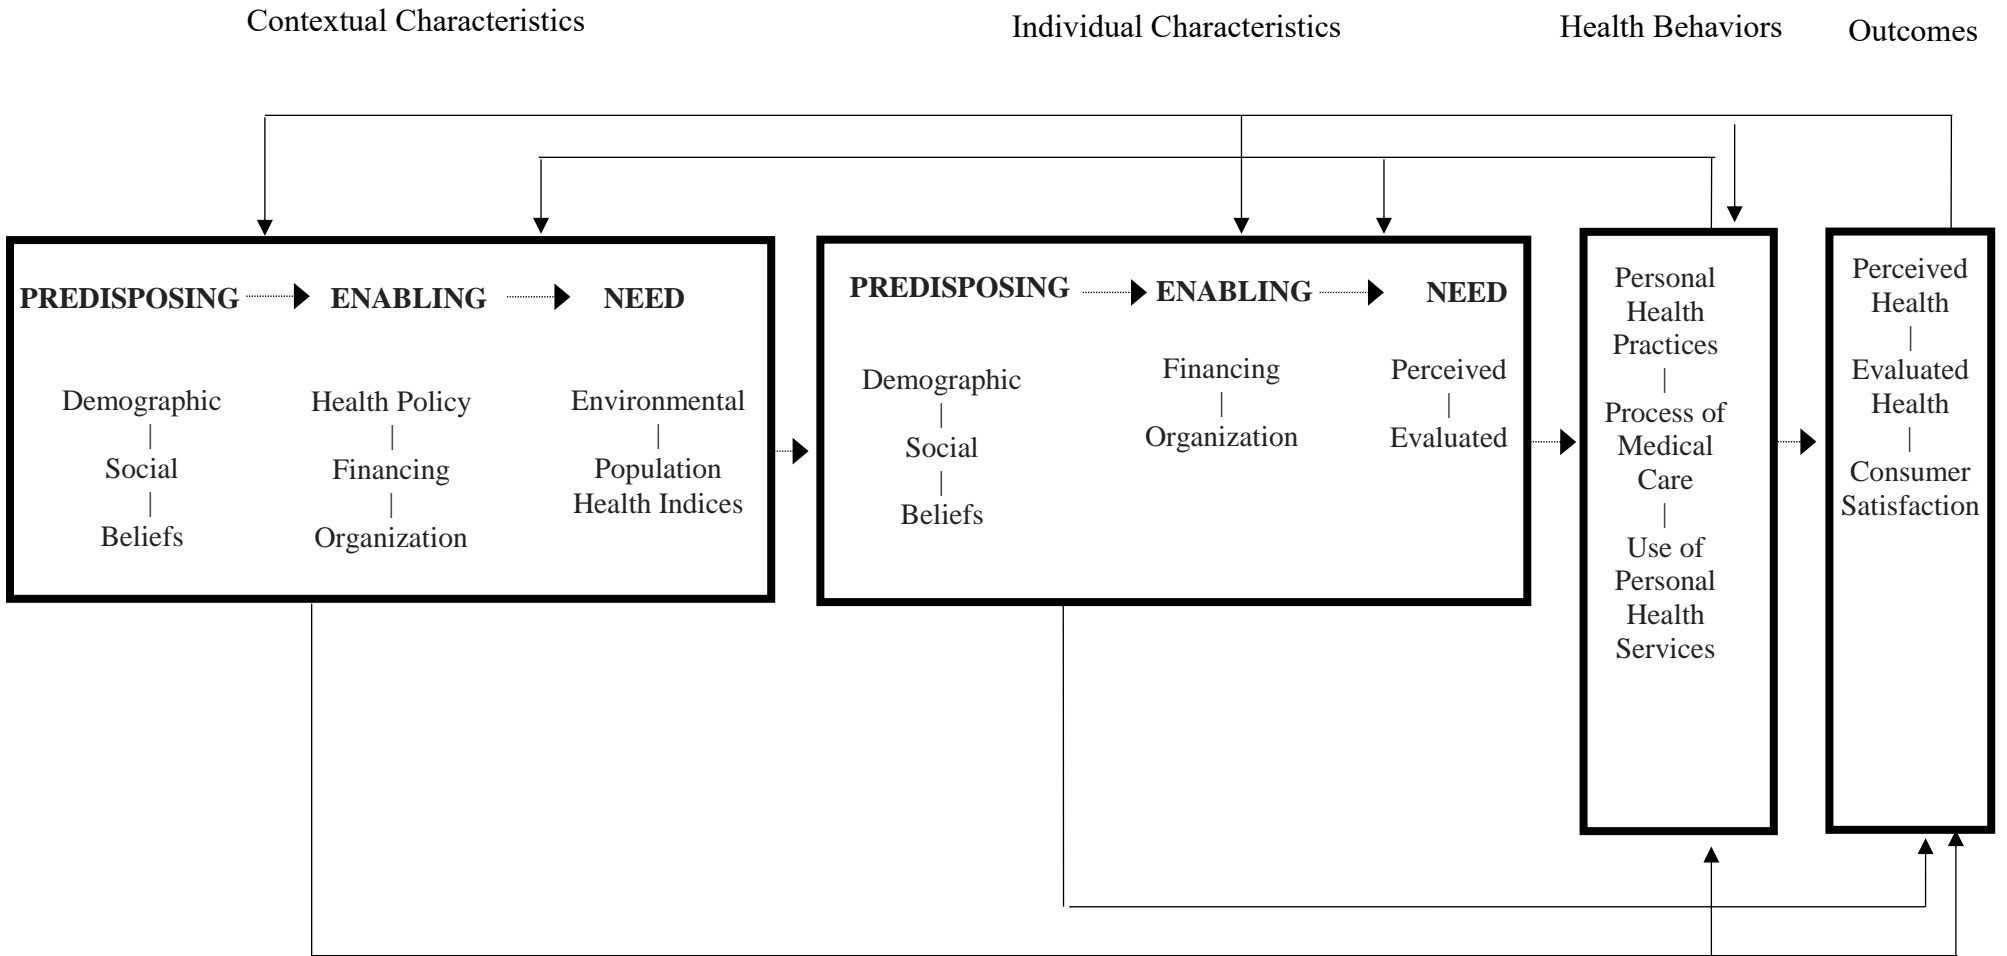 Contextual Characteristics
Individual Characteristics
Health Behaviors
Outcomes
PREDISPOSING
ENABLING
NEED
Demographic
|
Social
|
Beliefs
Health Policy
|
Financing
|
Organization
Environmental
|
Population
Health Indices
PREDISPOSING
ENABLING
NEED
Demographic
|
Social
|
Beliefs
Financing
|
Organization
Perceived
|
Evaluated
Personal
Health
Practices
|
Process of
Medical
Care
|
Use of
Personal
Health
Services
Perceived
Health
|
Evaluated
Health
|
Consumer
Satisfaction